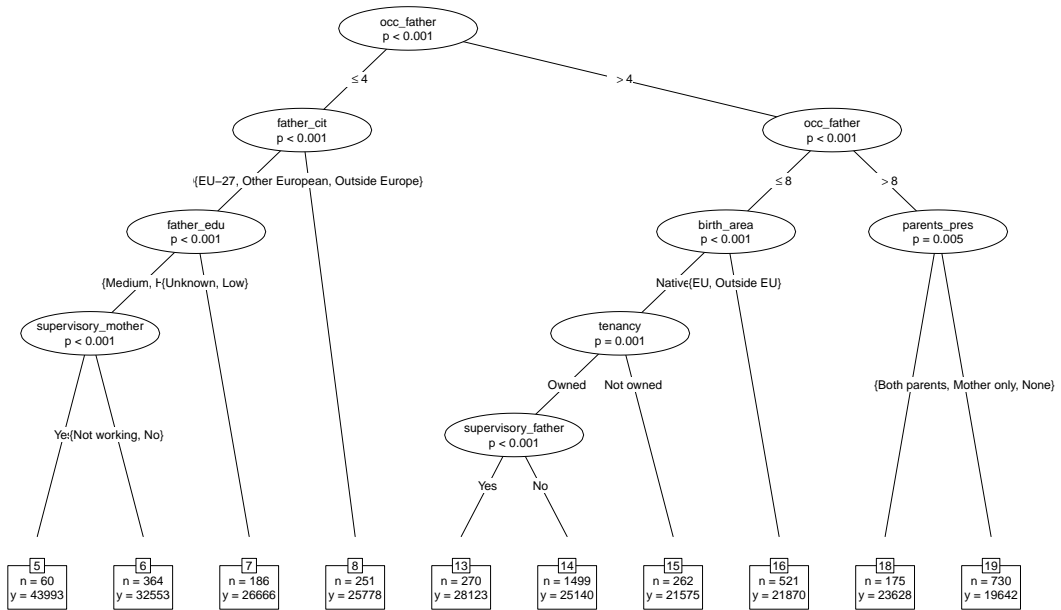 occ_father
p < 0.001
≤ 4
> 4
father_cit
p < 0.001
occ_father
p < 0.001
{EU−27, Other European, Outside Europe}
≤ 8
> 8
father_edu
p < 0.001
birth_area
p < 0.001
parents_pres
p = 0.005
{Medium, H{Unknown, Low}
Native{EU, Outside EU}
supervisory_mother
p < 0.001
tenancy
p = 0.001
Owned
Not owned
{Both parents, Mother only, None}
supervisory_father
p < 0.001
Yes{Not working, No}
Yes
No
5
n = 60
y = 43993
6
n = 364
y = 32553
7
n = 186
y = 26666
8
n = 251
y = 25778
13
n = 270
y = 28123
14
n = 1499
y = 25140
15
n = 262
y = 21575
16
n = 521
y = 21870
18
n = 175
y = 23628
19
n = 730
y = 19642